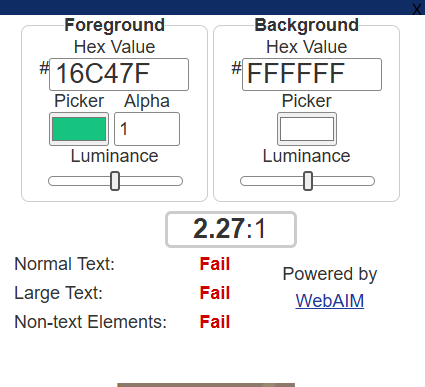 X
Foreground Background
Hex Value Hex Value
#16C47F #FFFFFF
Picker Alpha Picker
1
Luminance Luminance
2.27:1
Normal Text: Fail
Large Text: Fail
Non-text Elements: Fail
Powered by
WebAIM